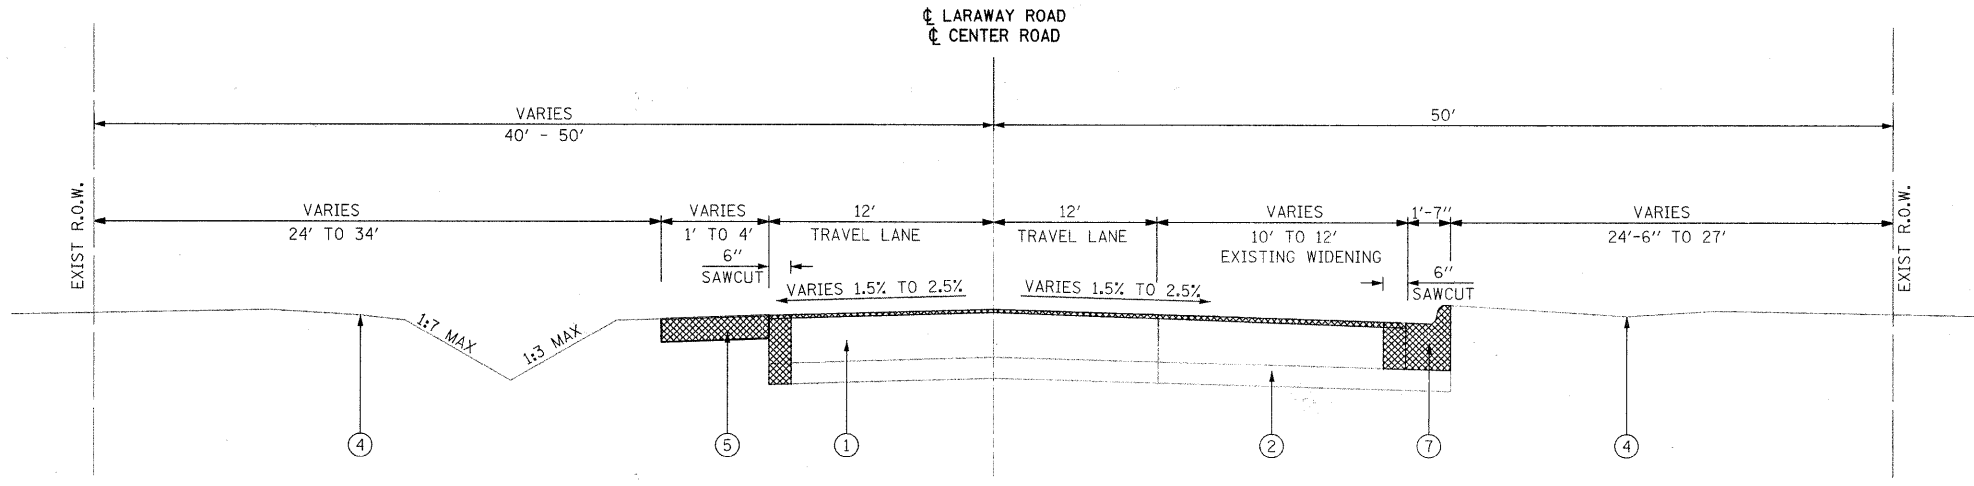 ℄ LARAWAY ROAD
℄ CENTER ROAD
VARIES
40' - 50'
50'
EXIST R.O.W.
EXIST R.O.W.
VARIES
24' TO 34'
VARIES
1' TO 4'
12'
TRAVEL LANE
12'
TRAVEL LANE
VARIES
10' TO 12'
EXISTING WIDENING
1'-7"
VARIES
24'-6" TO 27'
6"
SAWCUT
6"
SAWCUT
VARIES 1.5% TO 2.5%
VARIES 1.5% TO 2.5%
1:7 MAX
1:3 MAX
4
5
1
2
7
4